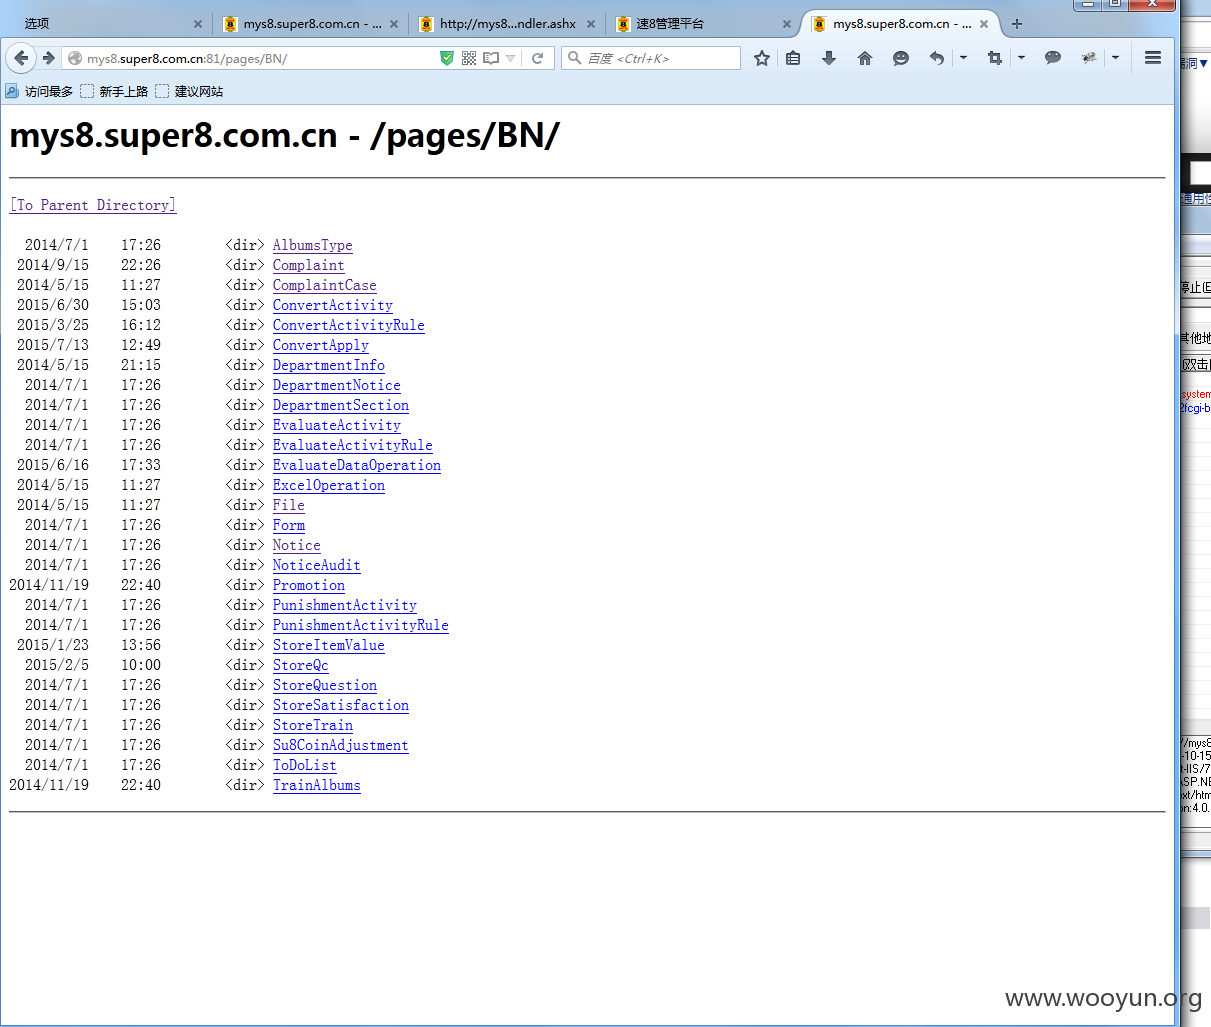 选项
mys8.super8.com.cn - ...
http://mys8...ndler.ashx
速8管理平台
mys8.super8.com.cn - ...
mys8.super8.com.cn:81/pages/BN/
百度 <Ctrl+K>
访问最多 新手上路 建议网站
mys8.super8.com.cn - /pages/BN/
[To Parent Directory]
2014/7/1 17:26 <dir> AlbumsType
2014/9/15 22:26 <dir> Complaint
2014/5/15 11:27 <dir> ComplaintCase
2015/6/30 15:03 <dir> ConvertActivity
2015/3/25 16:12 <dir> ConvertActivityRule
2015/7/13 12:49 <dir> ConvertApply
2014/5/15 21:15 <dir> DepartmentInfo
2014/7/1 17:26 <dir> DepartmentNotice
2014/7/1 17:26 <dir> DepartmentSection
2014/7/1 17:26 <dir> EvaluateActivity
2014/7/1 17:26 <dir> EvaluateActivityRule
2015/6/16 17:33 <dir> EvaluateDataOperation
2014/5/15 11:27 <dir> ExcelOperation
2014/5/15 11:27 <dir> File
2014/7/1 17:26 <dir> Form
2014/7/1 17:26 <dir> Notice
2014/7/1 17:26 <dir> NoticeAudit
2014/11/19 22:40 <dir> Promotion
2014/7/1 17:26 <dir> PunishmentActivity
2014/7/1 17:26 <dir> PunishmentActivityRule
2015/1/23 13:56 <dir> StoreItemValue
2015/2/5 10:00 <dir> StoreQc
2014/7/1 17:26 <dir> StoreQuestion
2014/7/1 17:26 <dir> StoreSatisfaction
2014/7/1 17:26 <dir> StoreTrain
2014/7/1 17:26 <dir> Su8CoinAdjustment
2014/7/1 17:26 <dir> ToDoList
2014/11/19 22:40 <dir> TrainAlbums
通用性
其他地
双击
system
2fcgi-b
//mys8
-10-15
t-IIS/7
ASP.NE
ext/htm
on:4.0.
www.wooyun.org